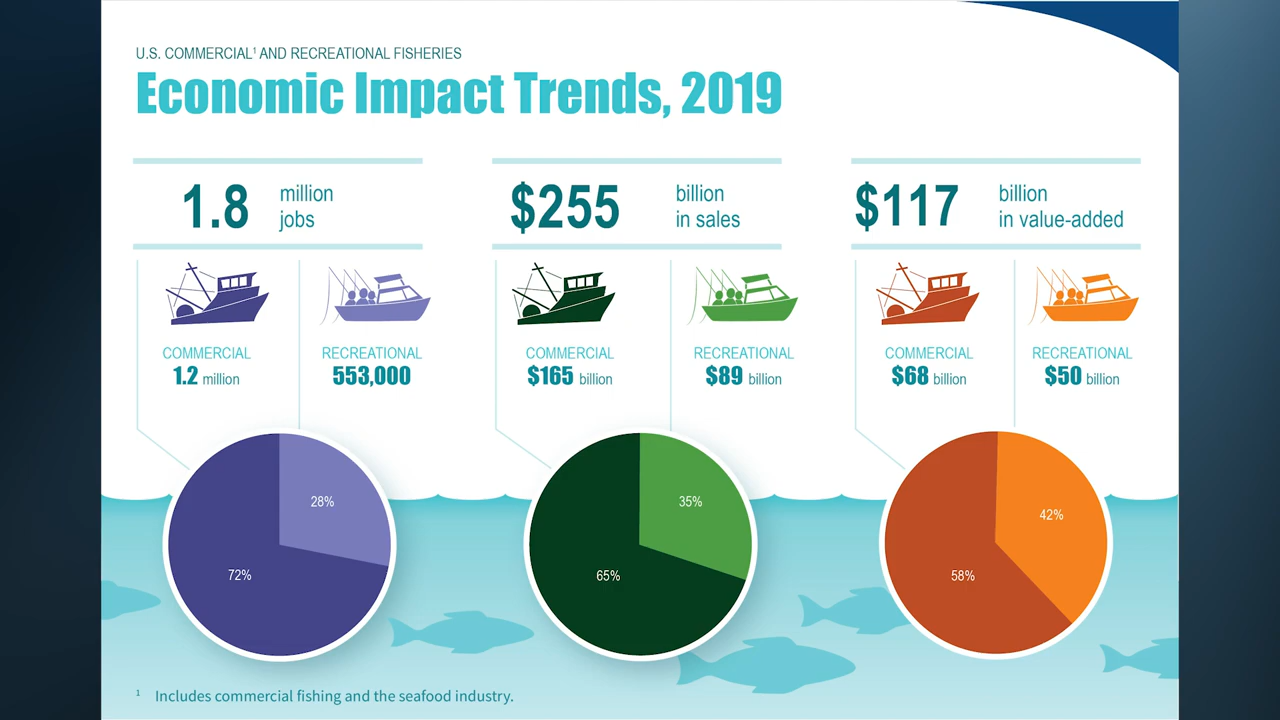 U.S. COMMERCIAL¹ AND RECREATIONAL FISHERIES
Economic Impact Trends, 2019
1.8 million jobs
$255 billion in sales
$117 billion in value-added
COMMERCIAL
1.2 million
RECREATIONAL
553,000
COMMERCIAL
$165 billion
RECREATIONAL
$89 billion
COMMERCIAL
$68 billion
RECREATIONAL
$50 billion
28%
72%
35%
65%
42%
58%
¹ Includes commercial fishing and the seafood industry.